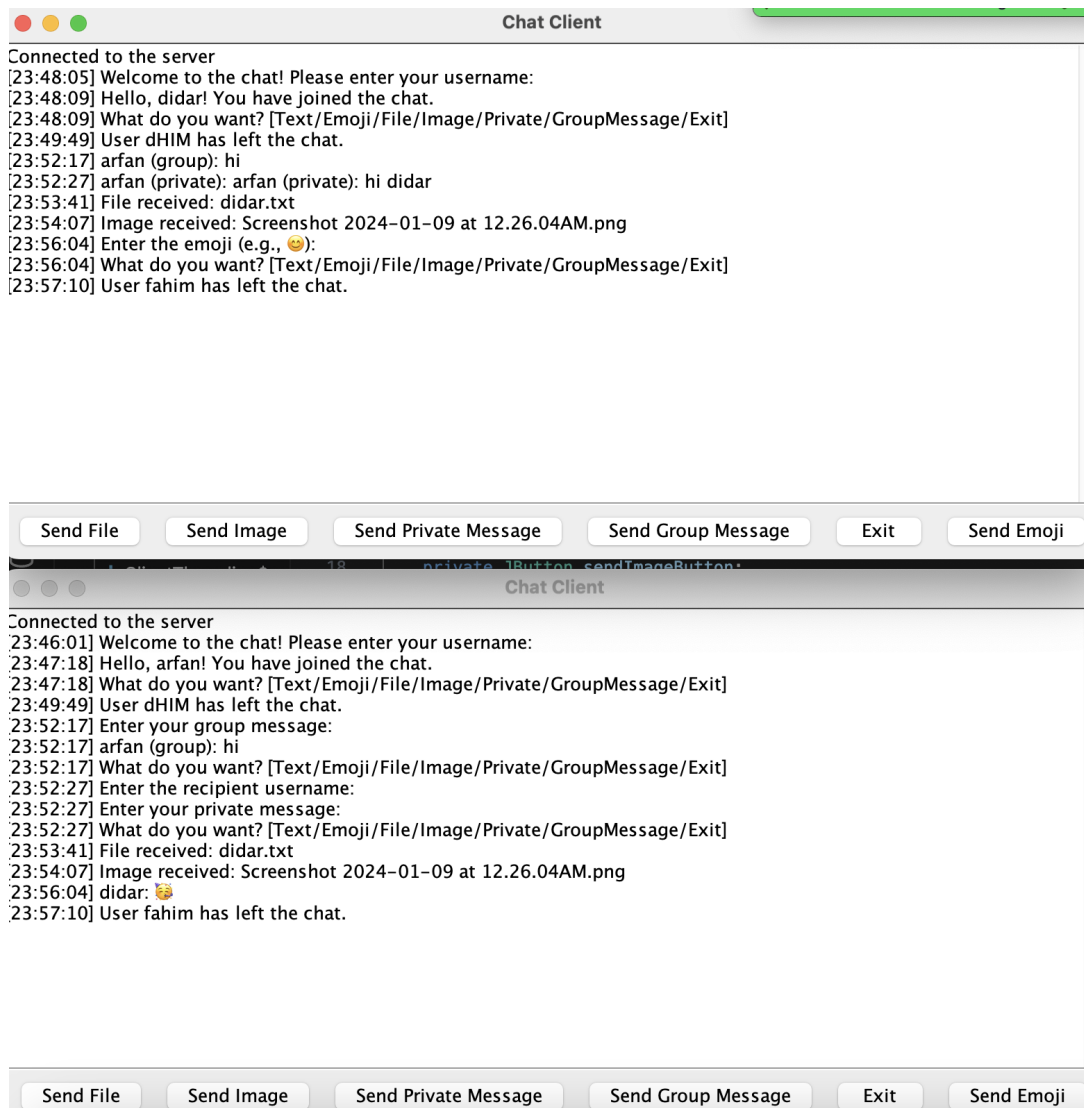 Chat Client
Connected to the server
[23:48:05] Welcome to the chat! Please enter your username:
[23:48:09] Hello, didar! You have joined the chat.
[23:48:09] What do you want? [Text/Emoji/File/Image/Private/GroupMessage/Exit]
[23:49:49] User dHIM has left the chat.
[23:52:17] arfan (group): hi
[23:52:27] arfan (private): arfan (private): hi didar
[23:53:41] File received: didar.txt
[23:54:07] Image received: Screenshot 2024-01-09 at 12.26.04AM.png
[23:56:04] Enter the emoji (e.g., 😊):
[23:56:04] What do you want? [Text/Emoji/File/Image/Private/GroupMessage/Exit]
[23:57:10] User fahim has left the chat.
Send File Send Image Send Private Message Send Group Message Exit Send Emoji
18 private JButton sendImageButton;
Chat Client
Connected to the server
[23:46:01] Welcome to the chat! Please enter your username:
[23:47:18] Hello, arfan! You have joined the chat.
[23:47:18] What do you want? [Text/Emoji/File/Image/Private/GroupMessage/Exit]
[23:49:49] User dHIM has left the chat.
[23:52:17] Enter your group message:
[23:52:17] arfan (group): hi
[23:52:17] What do you want? [Text/Emoji/File/Image/Private/GroupMessage/Exit]
[23:52:27] Enter the recipient username:
[23:52:27] Enter your private message:
[23:52:27] What do you want? [Text/Emoji/File/Image/Private/GroupMessage/Exit]
[23:53:41] File received: didar.txt
[23:54:07] Image received: Screenshot 2024-01-09 at 12.26.04AM.png
[23:56:04] didar: 🥳
[23:57:10] User fahim has left the chat.
Send File Send Image Send Private Message Send Group Message Exit Send Emoji